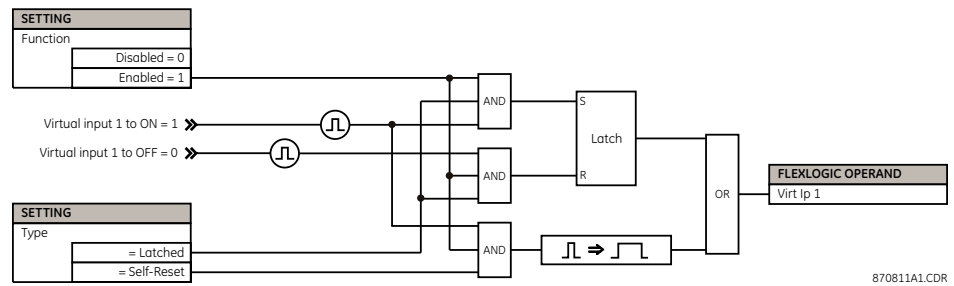 SETTING
Function
Disabled = 0
Enabled = 1
Virtual input 1 to ON = 1
Virtual input 1 to OFF = 0
SETTING
Type
= Latched
= Self-Reset
AND
AND
AND
S
Latch
R
OR
FLEXLOGIC OPERAND
Virt Ip 1
870811A1.CDR